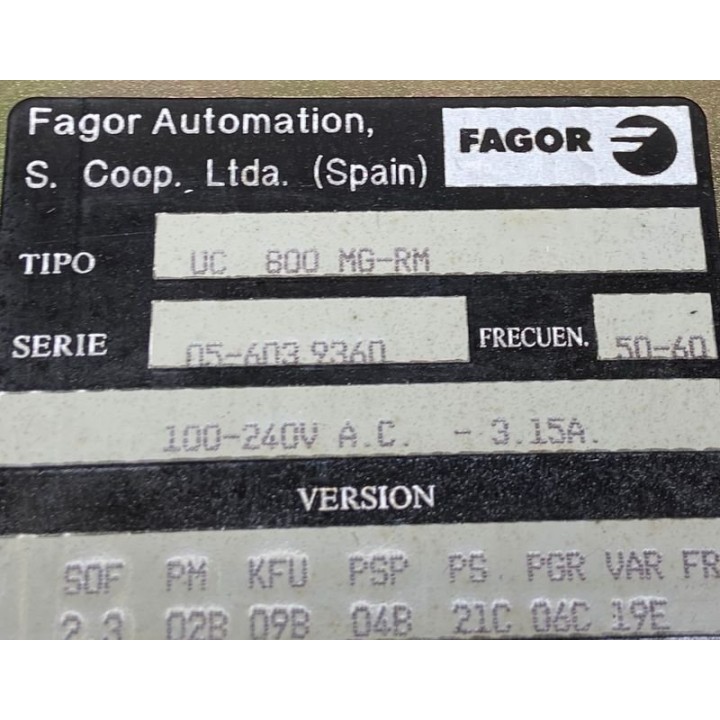 Fagor Automation,
S. Coop. Ltda. (Spain)
FAGOR
TIPO UC 800 MG-RM
SERIE 05-603 9360 FRECUEN. 50-60
100-240V A.C. - 3.15A.
VERSION
SOF PM KFU PSP PS. PGR VAR FR
2.3 02B 09B 04B 21C 06C 19E